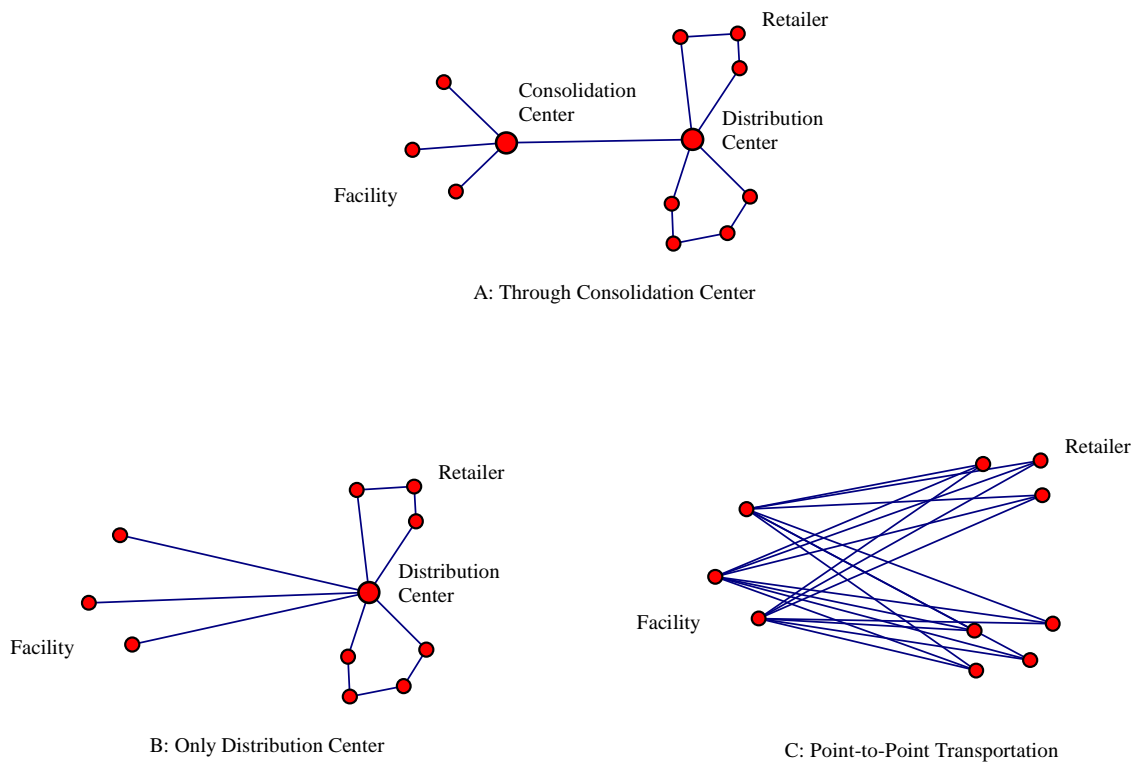 Retailer
Consolidation
Center
Distribution
Center
Facility
A: Through Consolidation Center
Retailer
Distribution
Center
Facility
B: Only Distribution Center
Retailer
Facility
C: Point-to-Point Transportation